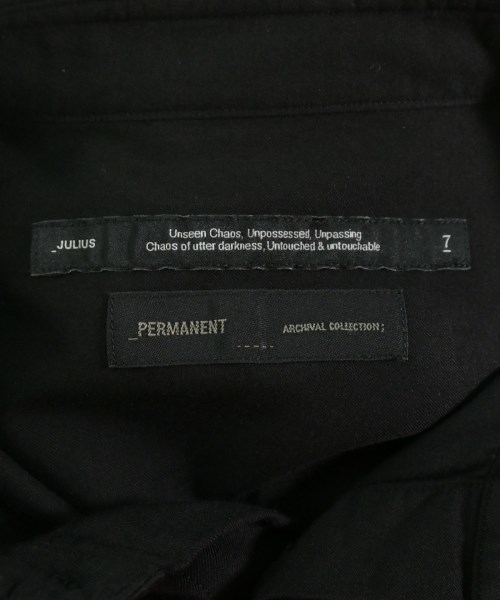 _JULIUS
Unseen Chaos, Unpossessed, Unpassing
Chaos of utter darkness, Untouched & untouchable
7
_PERMANENT
ARCHIVAL COLLECTION;